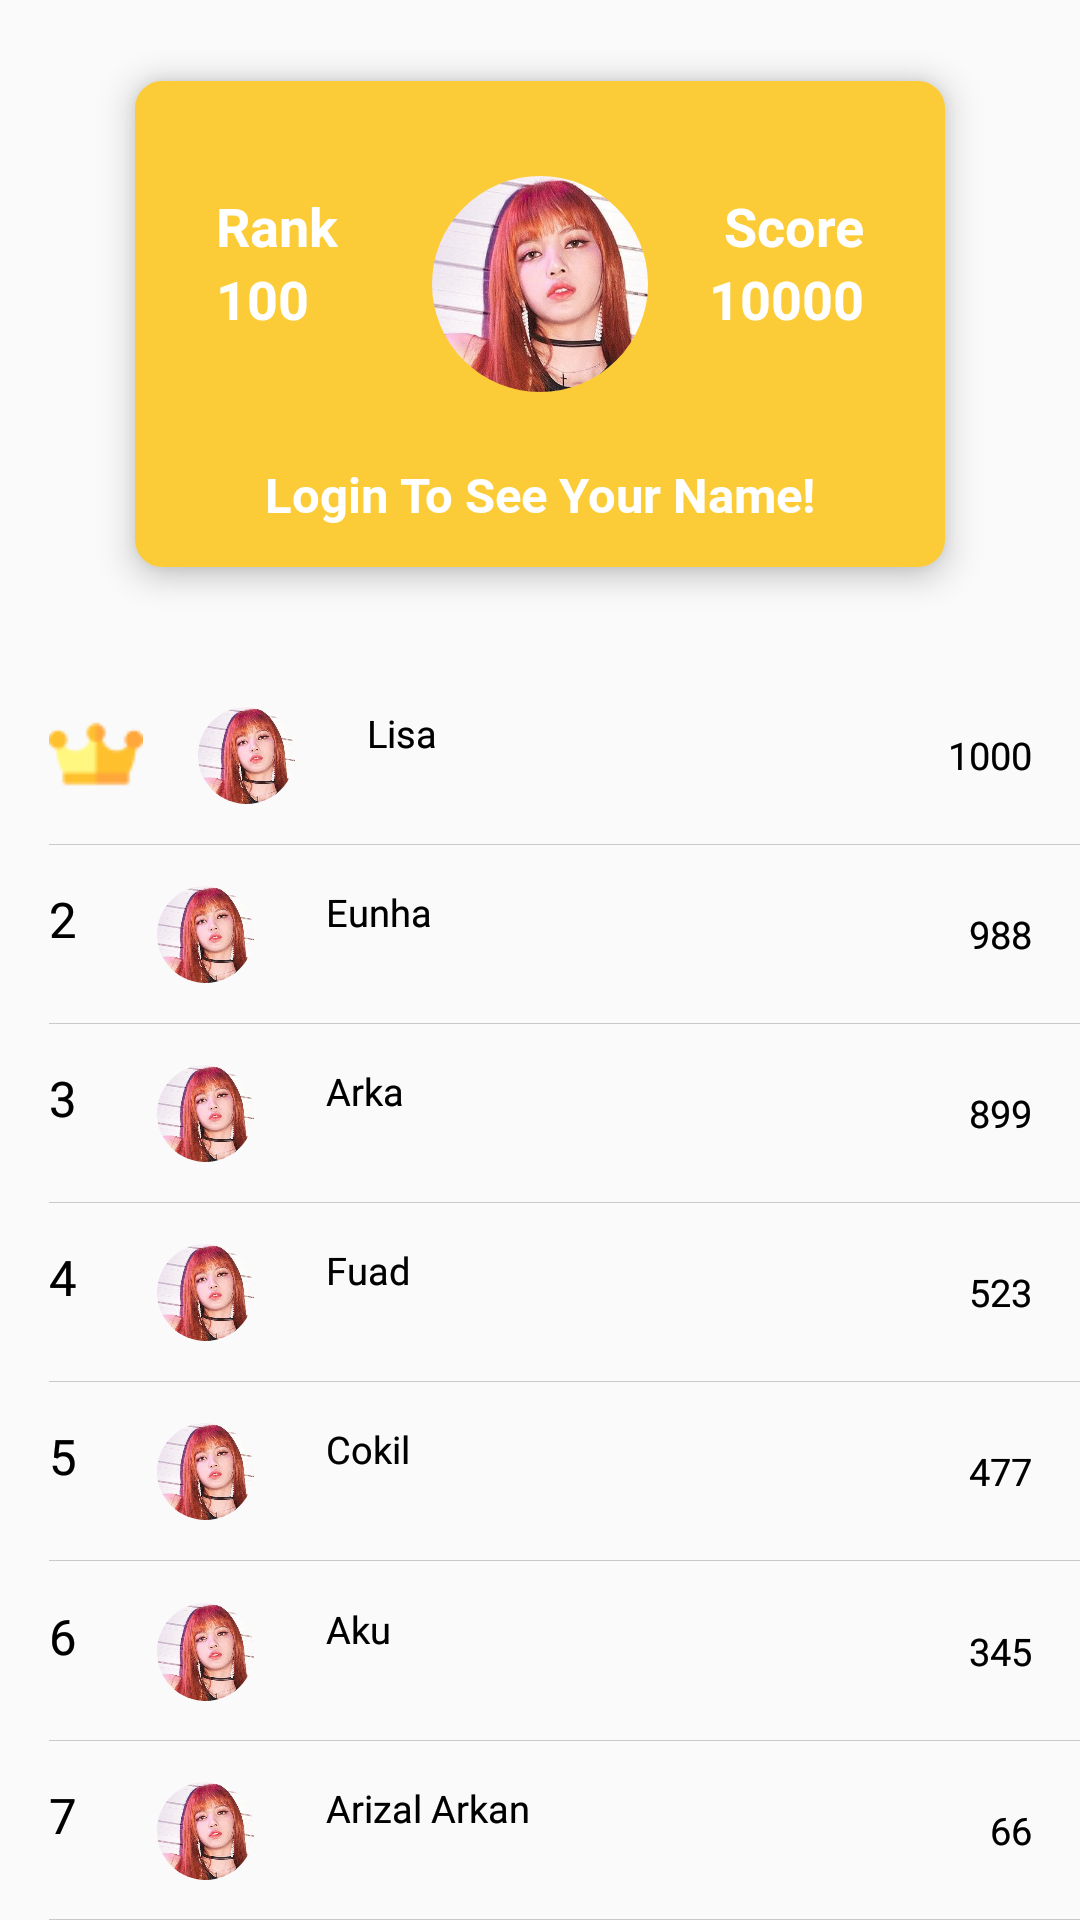 Rank
Score
100
10000
Login To See Your Name!
Lisa
1000
2
Eunha
988
3
Arka
899
4
Fuad
523
5
Cokil
477
6
Aku
345
7
Arizal Arkan
66